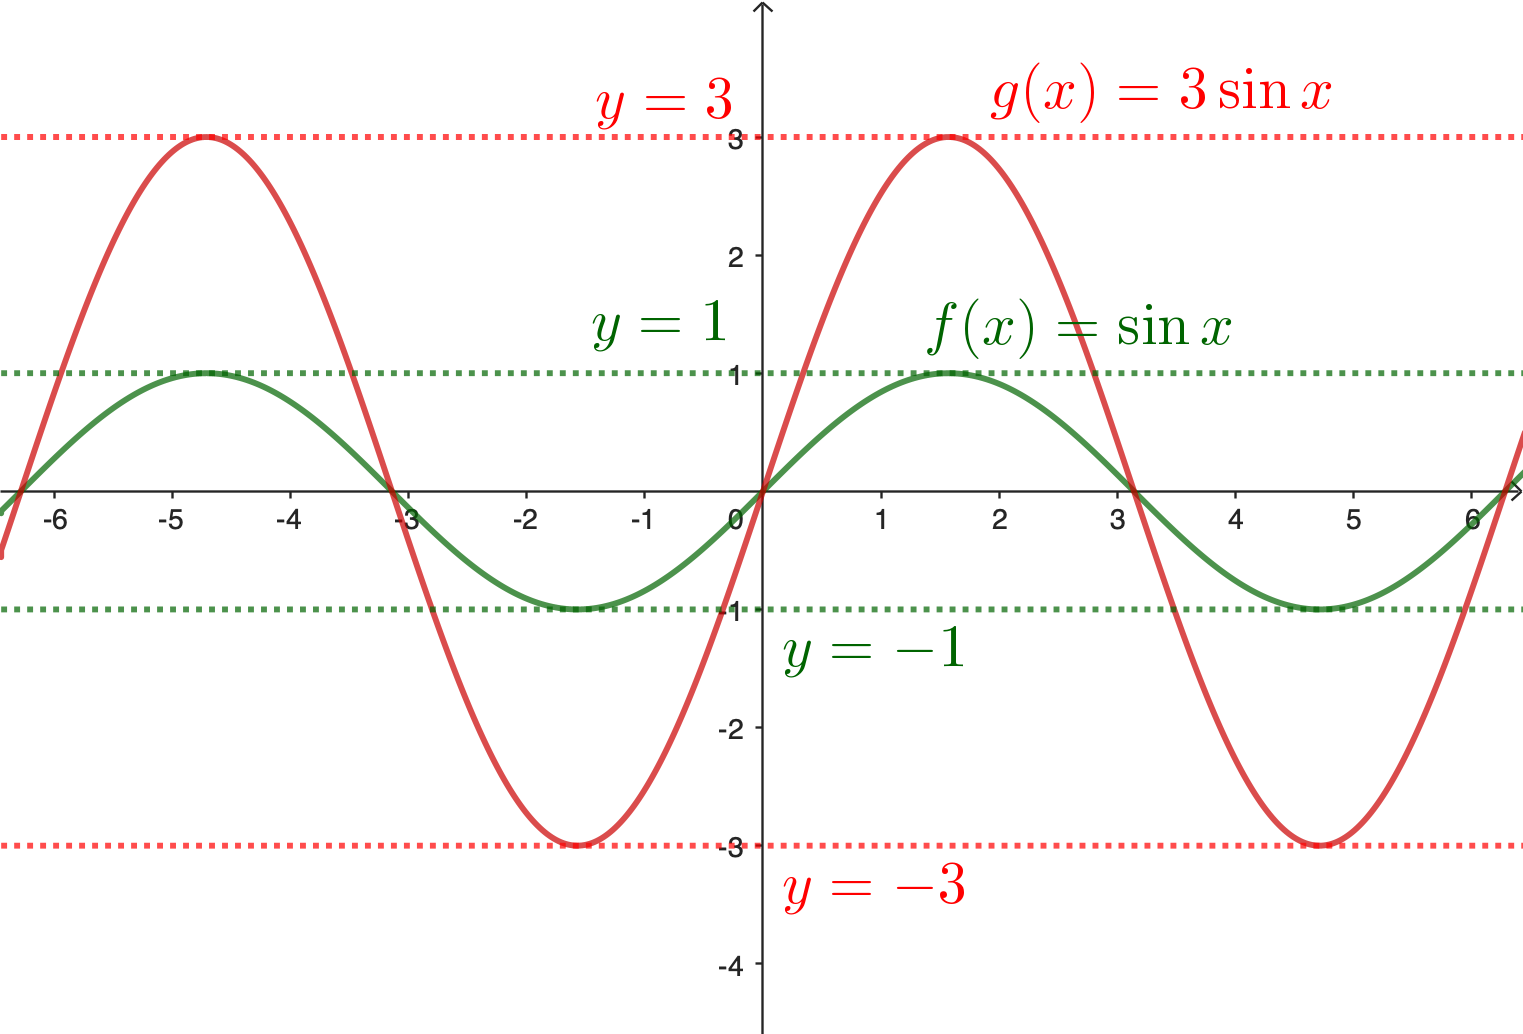 y = 3
g(x) = 3 sin x
3
2
y = 1
f(x) = sin x
1
-6 -5 -4 -3 -2 -1 0 1 2 3 4 5 6
-1
y = −1
-2
-3
y = −3
-4